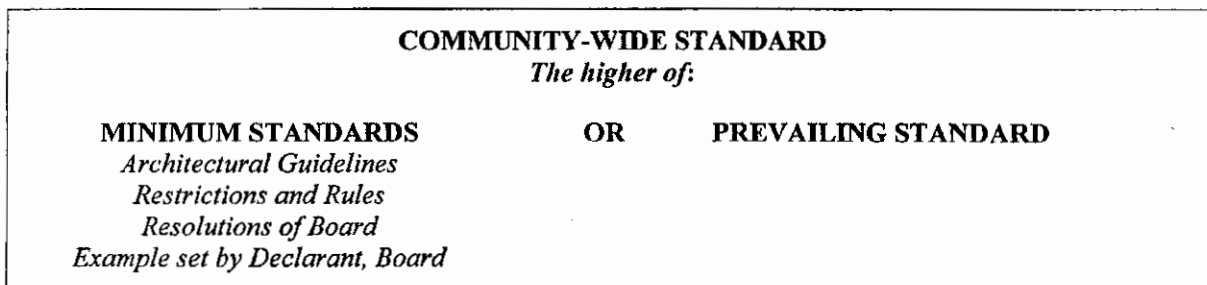 COMMUNITY-WIDE STANDARD
The higher of:
MINIMUM STANDARDS OR PREVAILING STANDARD
Architectural Guidelines
Restrictions and Rules
Resolutions of Board
Example set by Declarant, Board